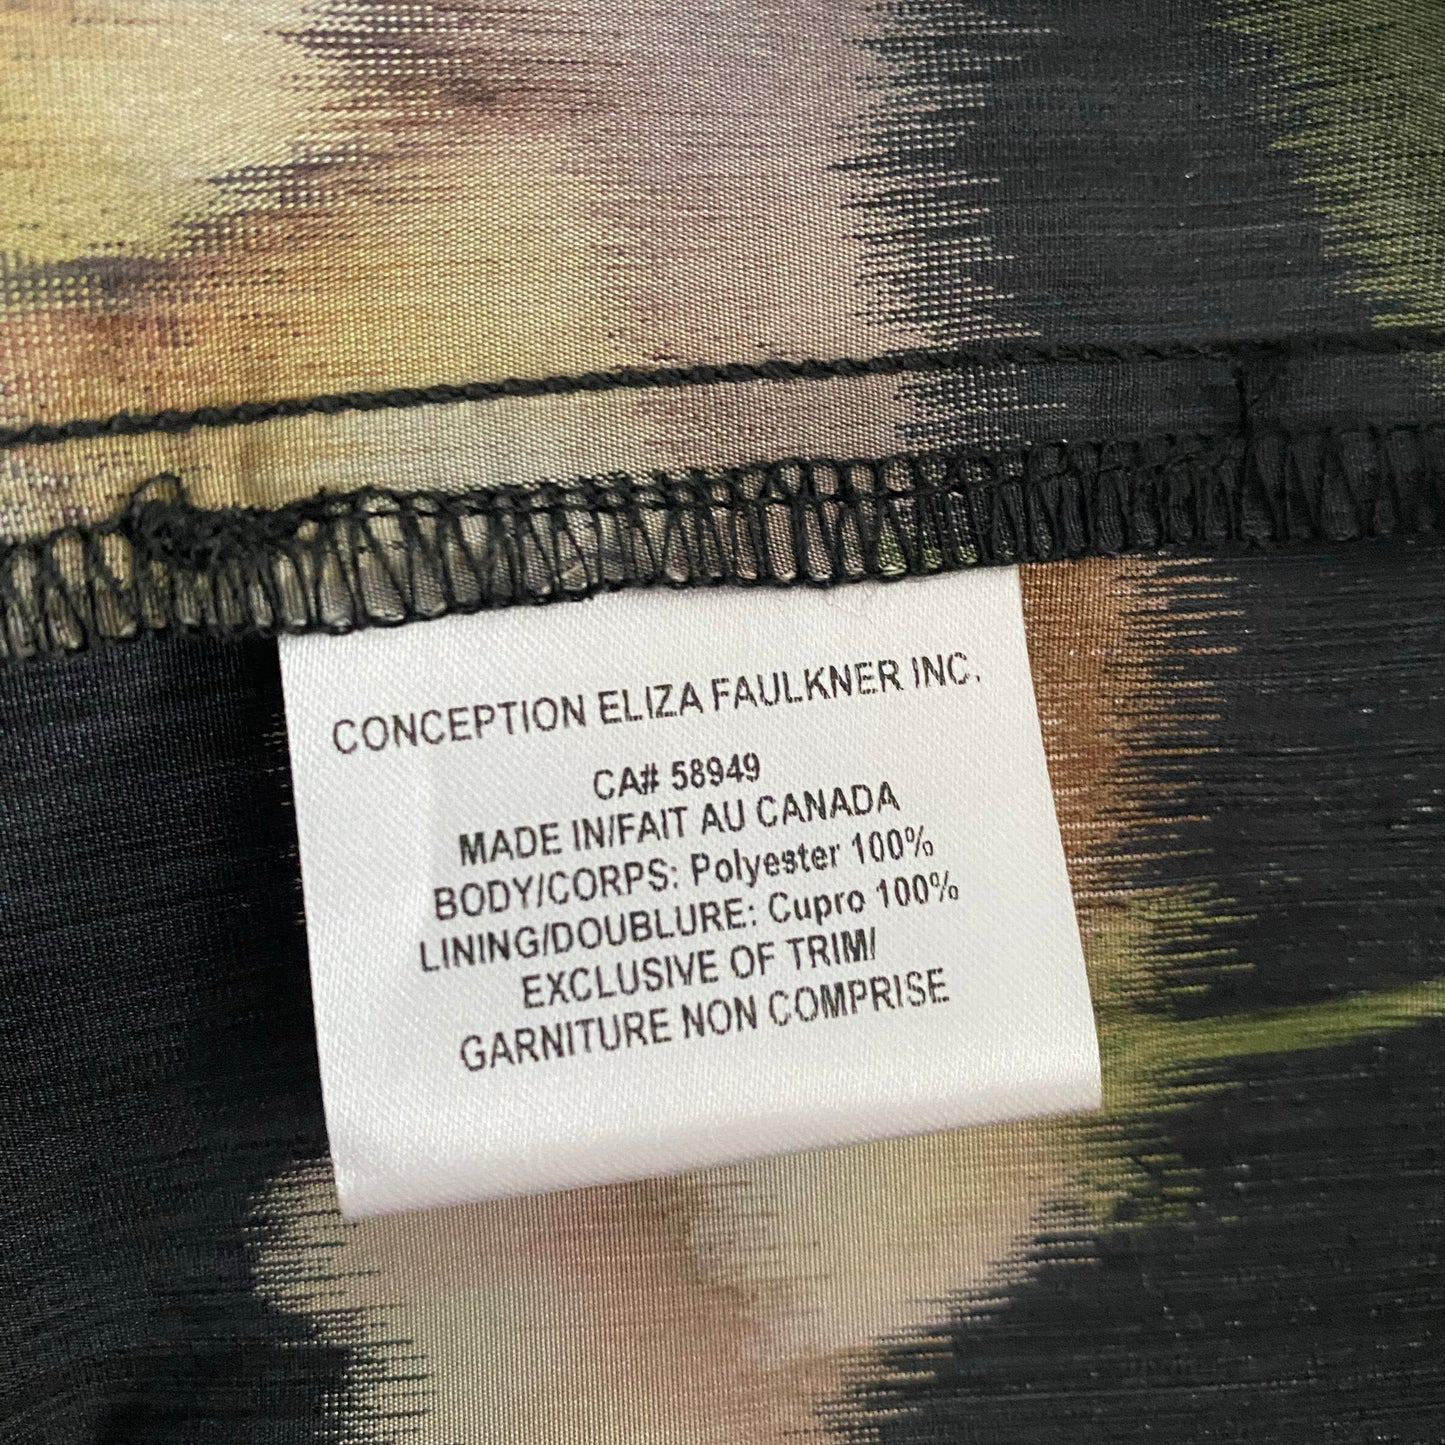 CONCEPTION ELIZA FAULKNER INC.
CA# 58949
MADE IN/FAIT AU CANADA
BODY/CORPS: Polyester 100%
LINING/DOUBLURE: Cupro 100%
EXCLUSIVE OF TRIM/
GARNITURE NON COMPRISE